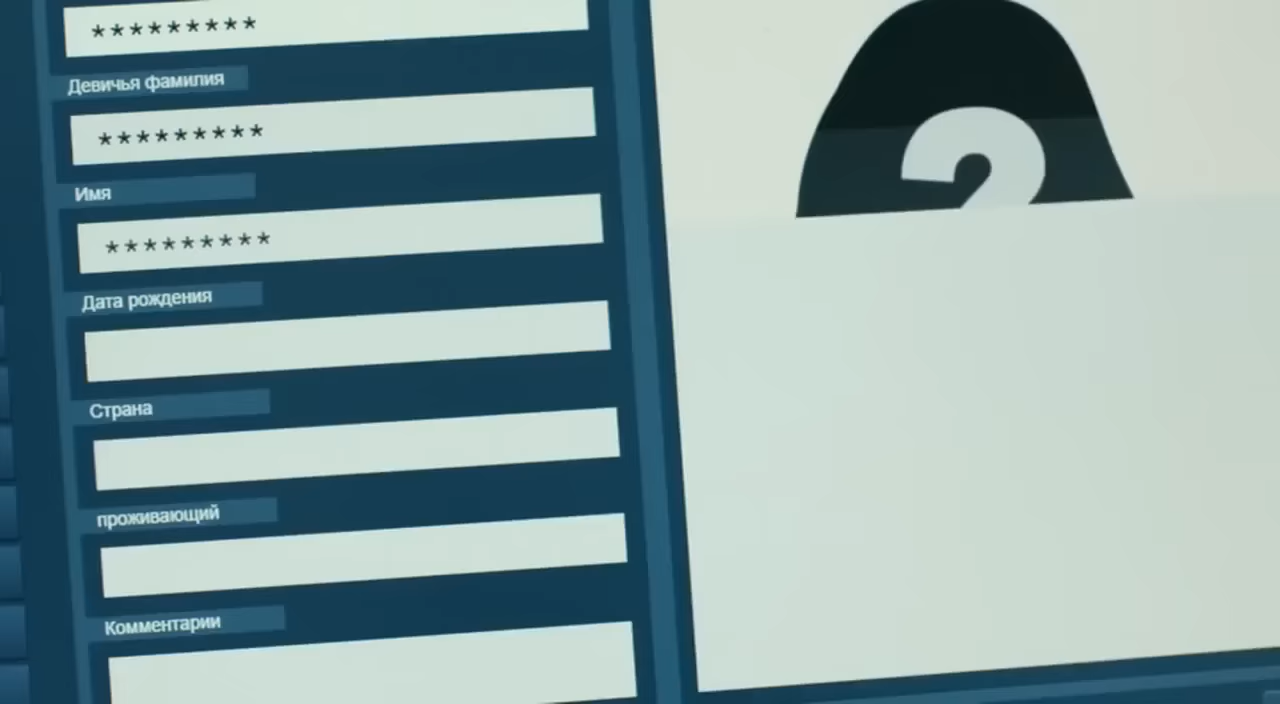 *********
Девичья фамилия
*********
Имя
*********
Дата рождения
Страна
проживающий
Комментарии
?